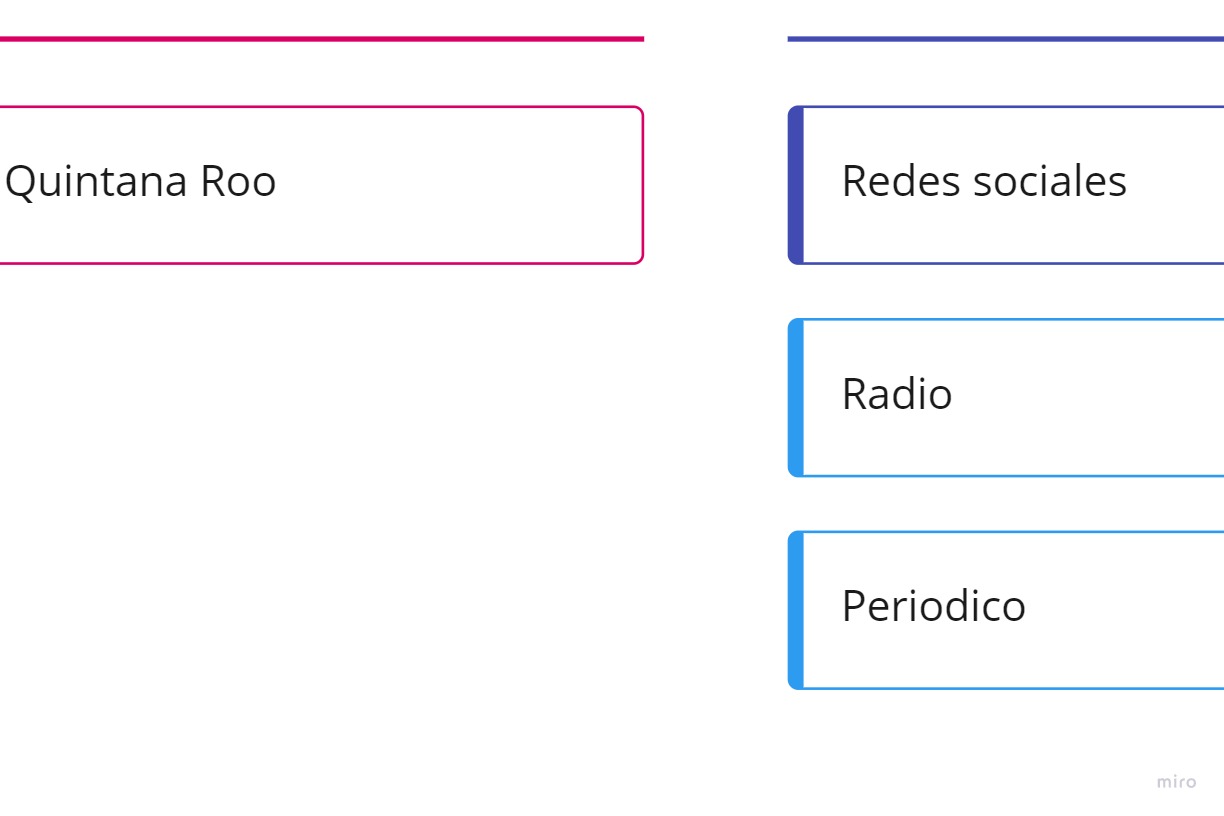 Quintana Roo
Redes sociales
Radio
Periodico
miro